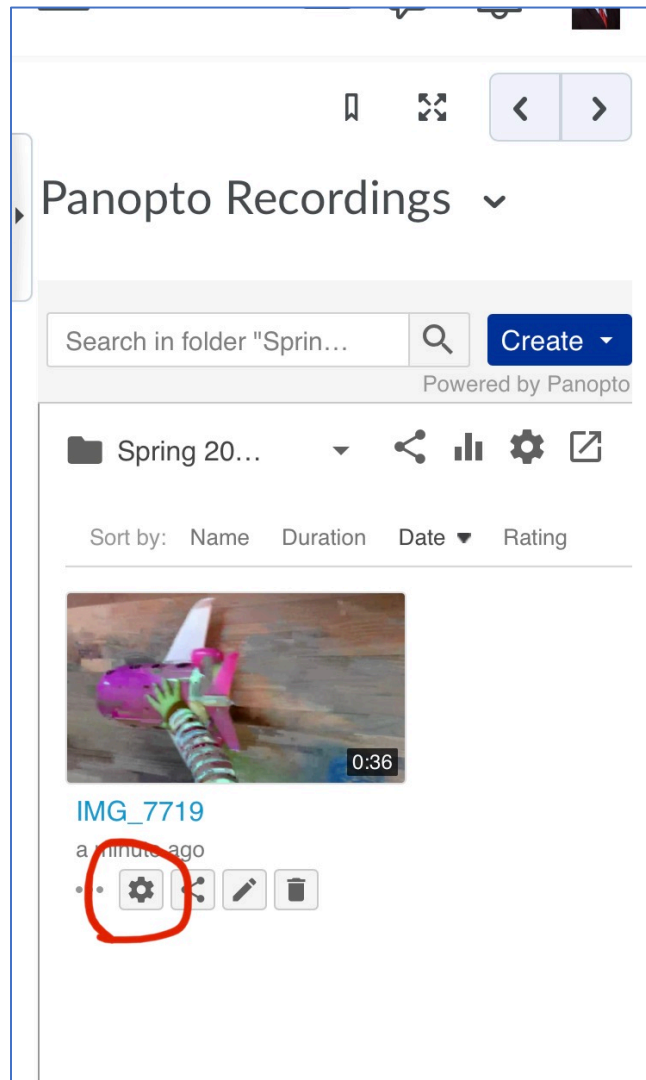 Panopto Recordings
Search in folder "Sprin...
Create
Powered by Panopto
Spring 20...
Sort by: Name Duration Date Rating
0:36
IMG_7719
a minute ago